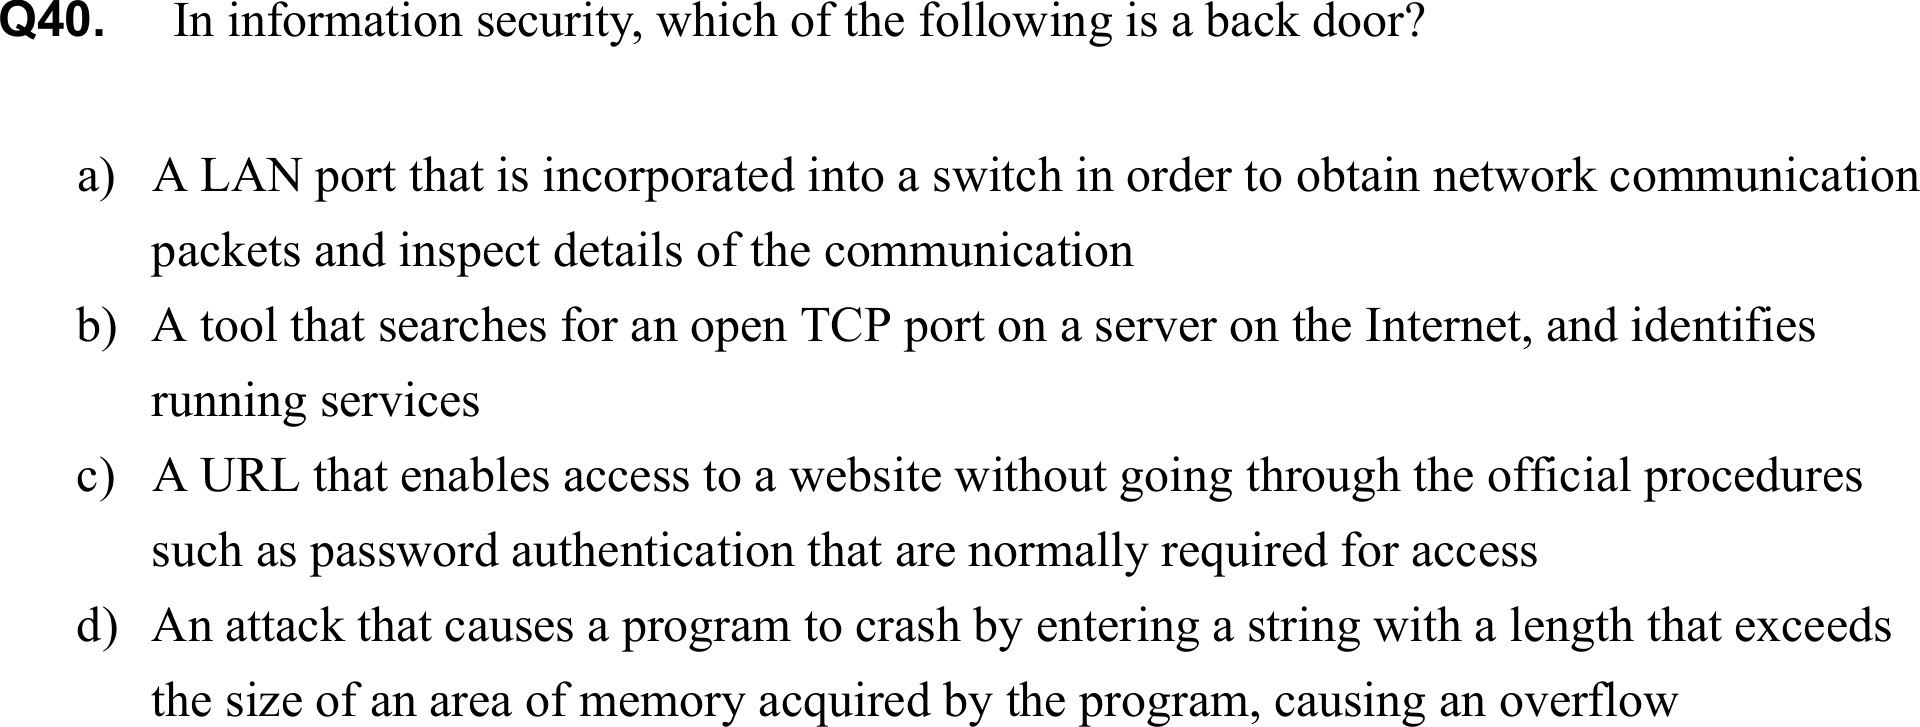 Q40. In information security, which of the following is a back door?
a) A LAN port that is incorporated into a switch in order to obtain network communication
packets and inspect details of the communication
b) A tool that searches for an open TCP port on a server on the Internet, and identifies
running services
c) A URL that enables access to a website without going through the official procedures
such as password authentication that are normally required for access
d) An attack that causes a program to crash by entering a string with a length that exceeds
the size of an area of memory acquired by the program, causing an overflow